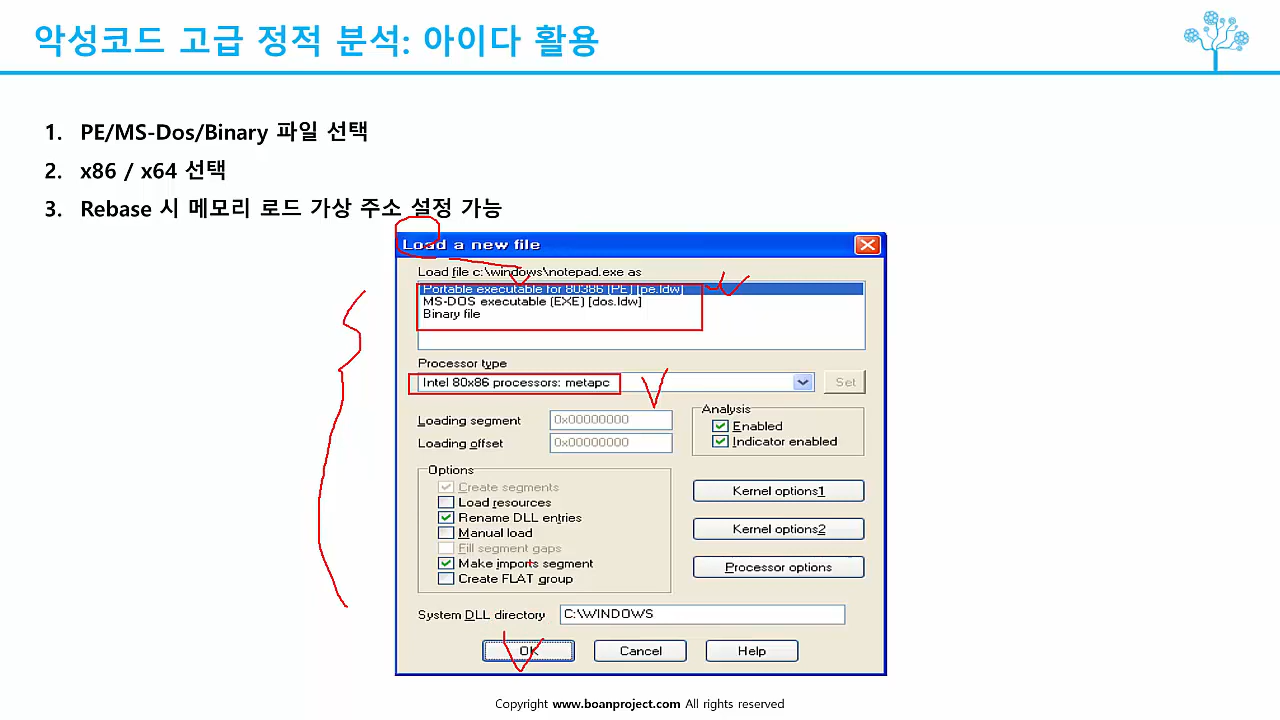 악성코드 고급 정적 분석: 아이다 활용
1. PE/MS-Dos/Binary 파일 선택
2. x86 / x64 선택
3. Rebase 시 메모리 로드 가상 주소 설정 가능
Load a new file
Load file c:\windows\notepad.exe as
Portable executable for 80386 (PE) [pe.ldw]
MS-DOS executable (EXE) [dos.ldw]
Binary file
Processor type
Intel 80x86 processors: metapc
Set
Loading segment 0x00000000
Loading offset 0x00000000
Analysis
Enabled
Indicator enabled
Options
Create segments
Load resources
Rename DLL entries
Manual load
Fill segment gaps
Make imports segment
Create FLAT group
Kernel options1
Kernel options2
Processor options
System DLL directory C:\WINDOWS
OK Cancel Help
Copyright www.boanproject.com All rights reserved